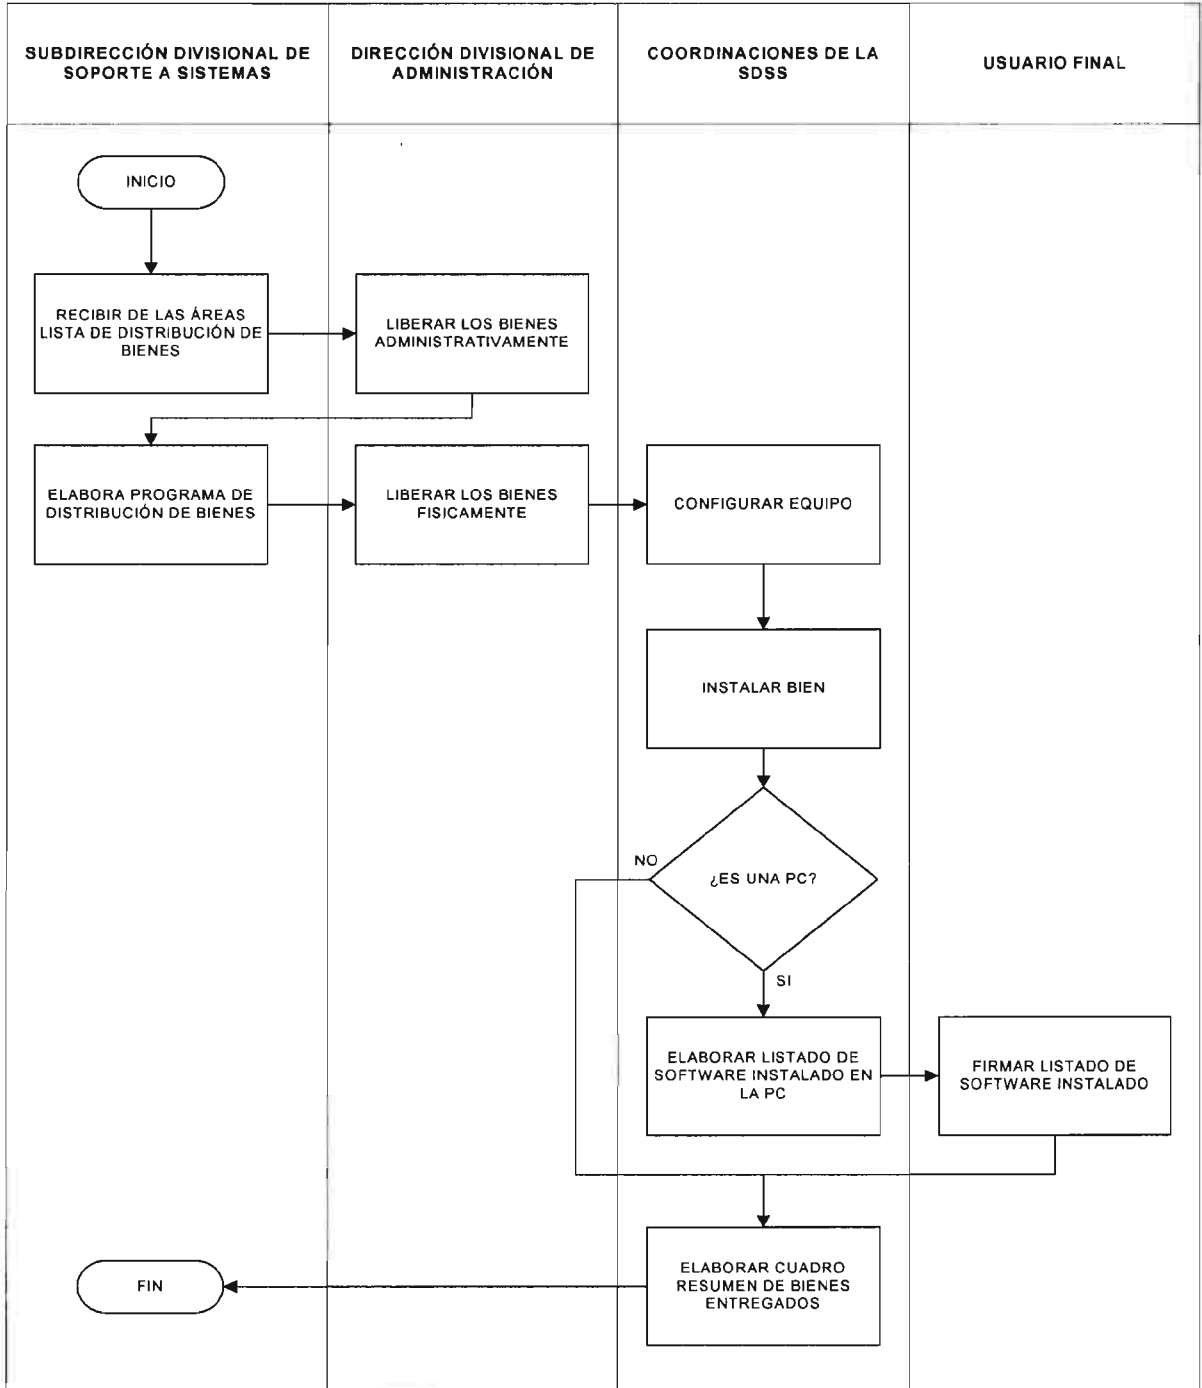 SUBDIRECCIÓN DIVISIONAL DE
SOPORTE A SISTEMAS
DIRECCIÓN DIVISIONAL DE
ADMINISTRACIÓN
COORDINACIONES DE LA
SDSS
USUARIO FINAL
INICIO
RECIBIR DE LAS ÁREAS
LISTA DE DISTRIBUCIÓN DE
BIENES
LIBERAR LOS BIENES
ADMINISTRATIVAMENTE
ELABORA PROGRAMA DE
DISTRIBUCIÓN DE BIENES
LIBERAR LOS BIENES
FISICAMENTE
CONFIGURAR EQUIPO
INSTALAR BIEN
NO
¿ES UNA PC?
SI
ELABORAR LISTADO DE
SOFTWARE INSTALADO EN
LA PC
FIRMAR LISTADO DE
SOFTWARE INSTALADO
ELABORAR CUADRO
RESUMEN DE BIENES
ENTREGADOS
FIN